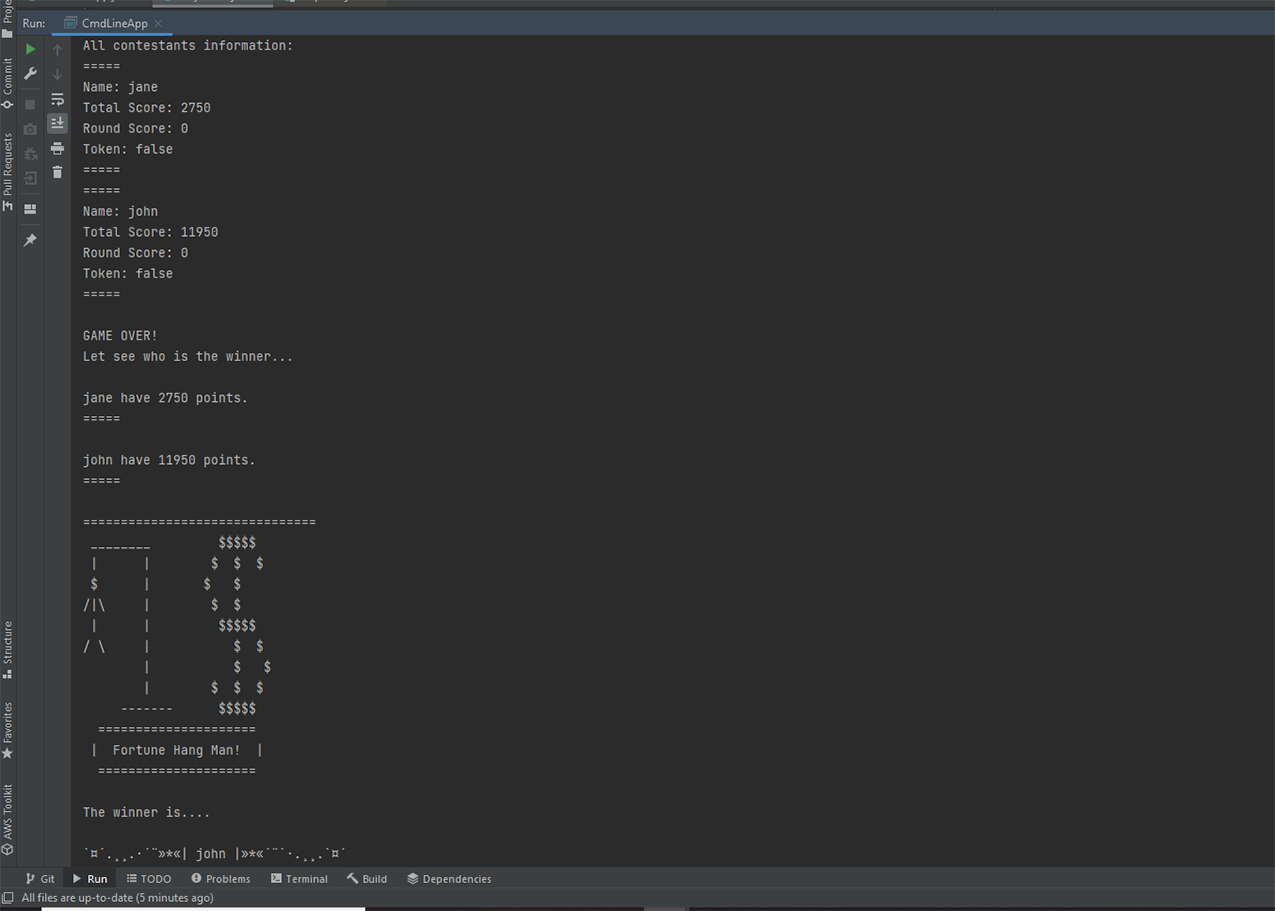 Run: CmdLineApp
All contestants information:
=====
Name: jane
Total Score: 2750
Round Score: 0
Token: false
=====
=====
Name: john
Total Score: 11950
Round Score: 0
Token: false
=====
GAME OVER!
Let see who is the winner...
jane have 2750 points.
=====
john have 11950 points.
=====
===============================
 ________         $$$$$
 |      |        $  $  $
 $      |       $   $
/|\     |        $  $
 |      |         $$$$$
/ \     |           $  $
        |           $   $
        |        $  $  $
     -------      $$$$$
  =====================
 |  Fortune Hang Man!  |
  =====================
The winner is....
`¤´.¸¸.·´¨»*«| john |»*«´¨`·.¸¸.`¤´
Commit
Pull Requests
Structure
Favorites
AWS Toolkit
Git Run TODO Problems Terminal Build Dependencies
All files are up-to-date (5 minutes ago)